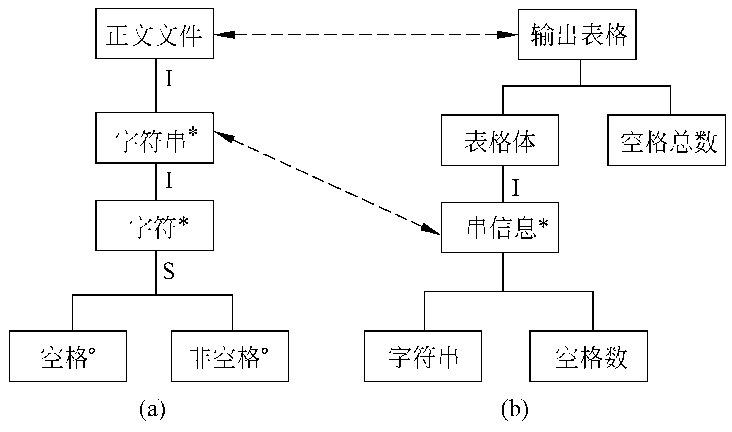 正文文件
输出表格
I
字符串*
表格体
空格总数
I
I
字符*
串信息*
S
空格°
非空格°
字符串
空格数
(a)
(b)